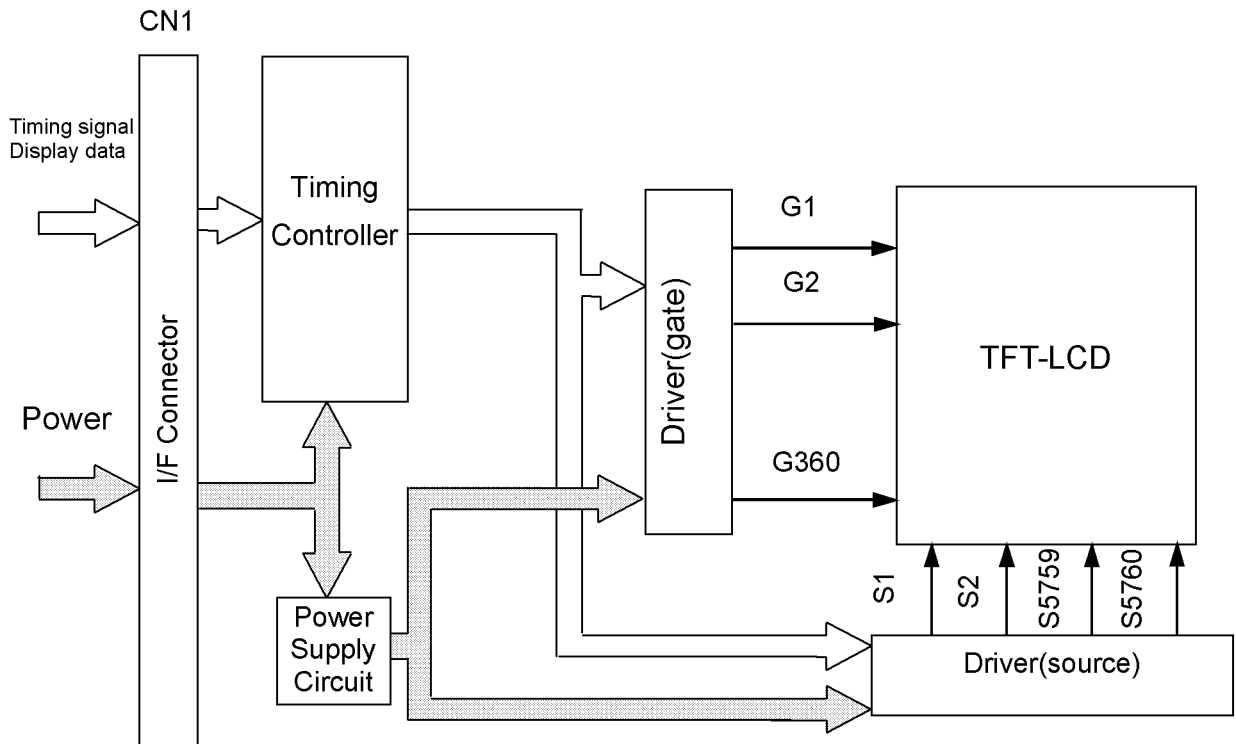 CN1
Timing signal
Display data
Power
I/F Connector
Timing
Controller
Power
Supply
Circuit
Driver(gate)
G1
G2
G360
TFT-LCD
S1
S2
S5759
S5760
Driver(source)